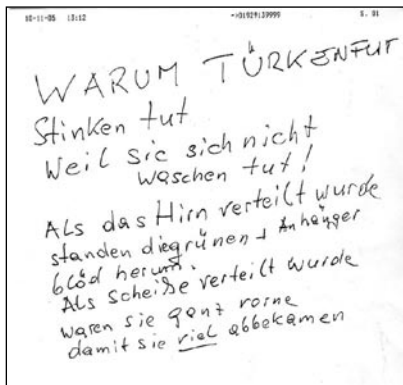 10-11-05 13:12 ->01929139999 S. 01
WARUM TÜRKENFUT
Stinken tut
Weil sie sich nicht
waschen tut!
Als das Hirn verteilt wurde
standen die grünen + Anhänger
blöd herum.
Als Scheiße verteilt wurde
waren sie ganz vorne
damit sie viel abbekamen